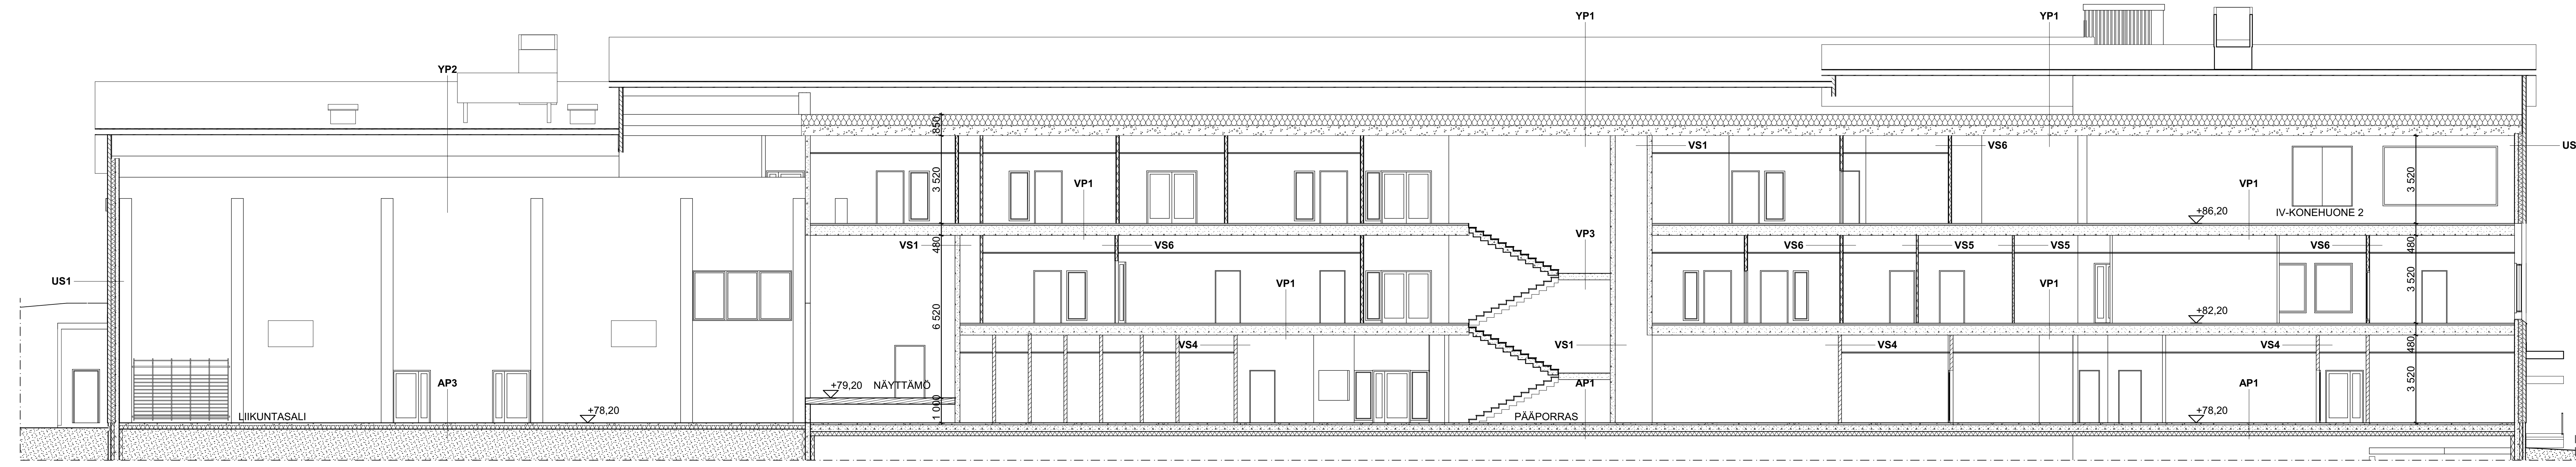 YP1
YP1
YP2
850
VS1
VS6
US
3 520
VP1
3 520
VP1
+86,20
IV-KONEHUONE 2
VP3
VS1
480
VS6
VS6
VS5
VS5
VS6
480
US1
VP1
VP1
3 520
6 520
+82,20
VS4
VS1
VS4
VS4
480
AP3
+79,20 NÄYTTÄMÖ
AP1
AP1
3 520
1 000
LIIKUNTASALI
+78,20
PÄÄPORRAS
+78,20